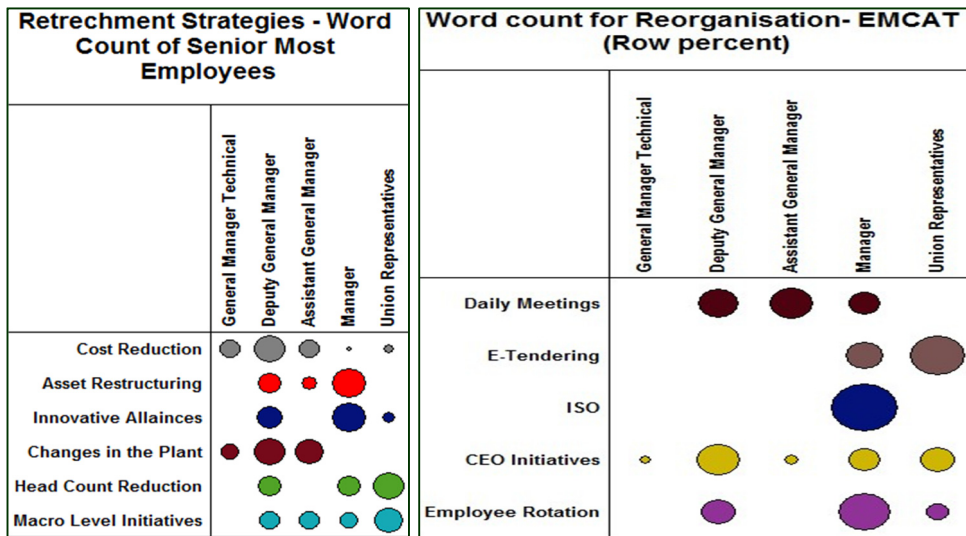 Retrechment Strategies - Word
Count of Senior Most
Employees
General Manager Technical
Deputy General Manager
Assistant General Manager
Manager
Union Representatives
Cost Reduction
Asset Restructuring
Innovative Allainces
Changes in the Plant
Head Count Reduction
Macro Level Initiatives
Word count for Reorganisation- EMCAT
(Row percent)
General Manager Technical
Deputy General Manager
Assistant General Manager
Manager
Union Representatives
Daily Meetings
E-Tendering
ISO
CEO Initiatives
Employee Rotation